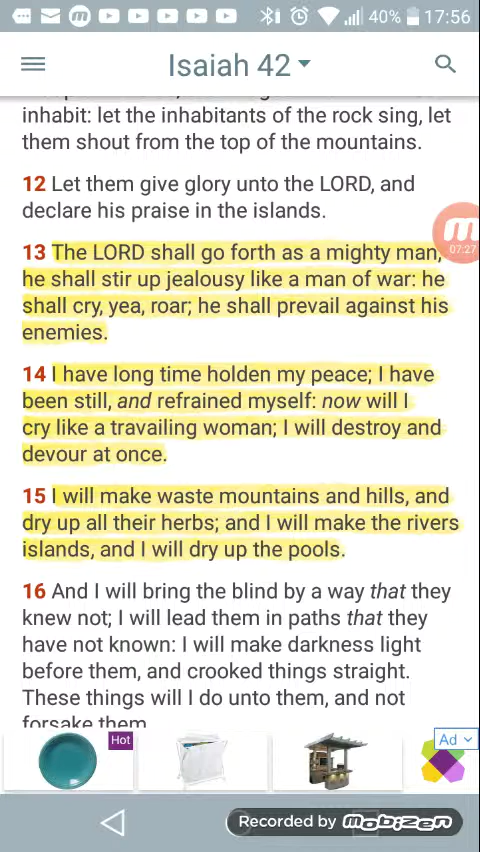 40% 17:56
Isaiah 42
inhabit: let the inhabitants of the rock sing, let
them shout from the top of the mountains.
12 Let them give glory unto the LORD, and
declare his praise in the islands.
13 The LORD shall go forth as a mighty man,
he shall stir up jealousy like a man of war: he
shall cry, yea, roar; he shall prevail against his
enemies.
07:27
14 I have long time holden my peace; I have
been still, and refrained myself: now will I
cry like a travailing woman; I will destroy and
devour at once.
15 I will make waste mountains and hills, and
dry up all their herbs; and I will make the rivers
islands, and I will dry up the pools.
16 And I will bring the blind by a way that they
knew not; I will lead them in paths that they
have not known: I will make darkness light
before them, and crooked things straight.
These things will I do unto them, and not
forsake them
Hot
Ad
Recorded by mobizen